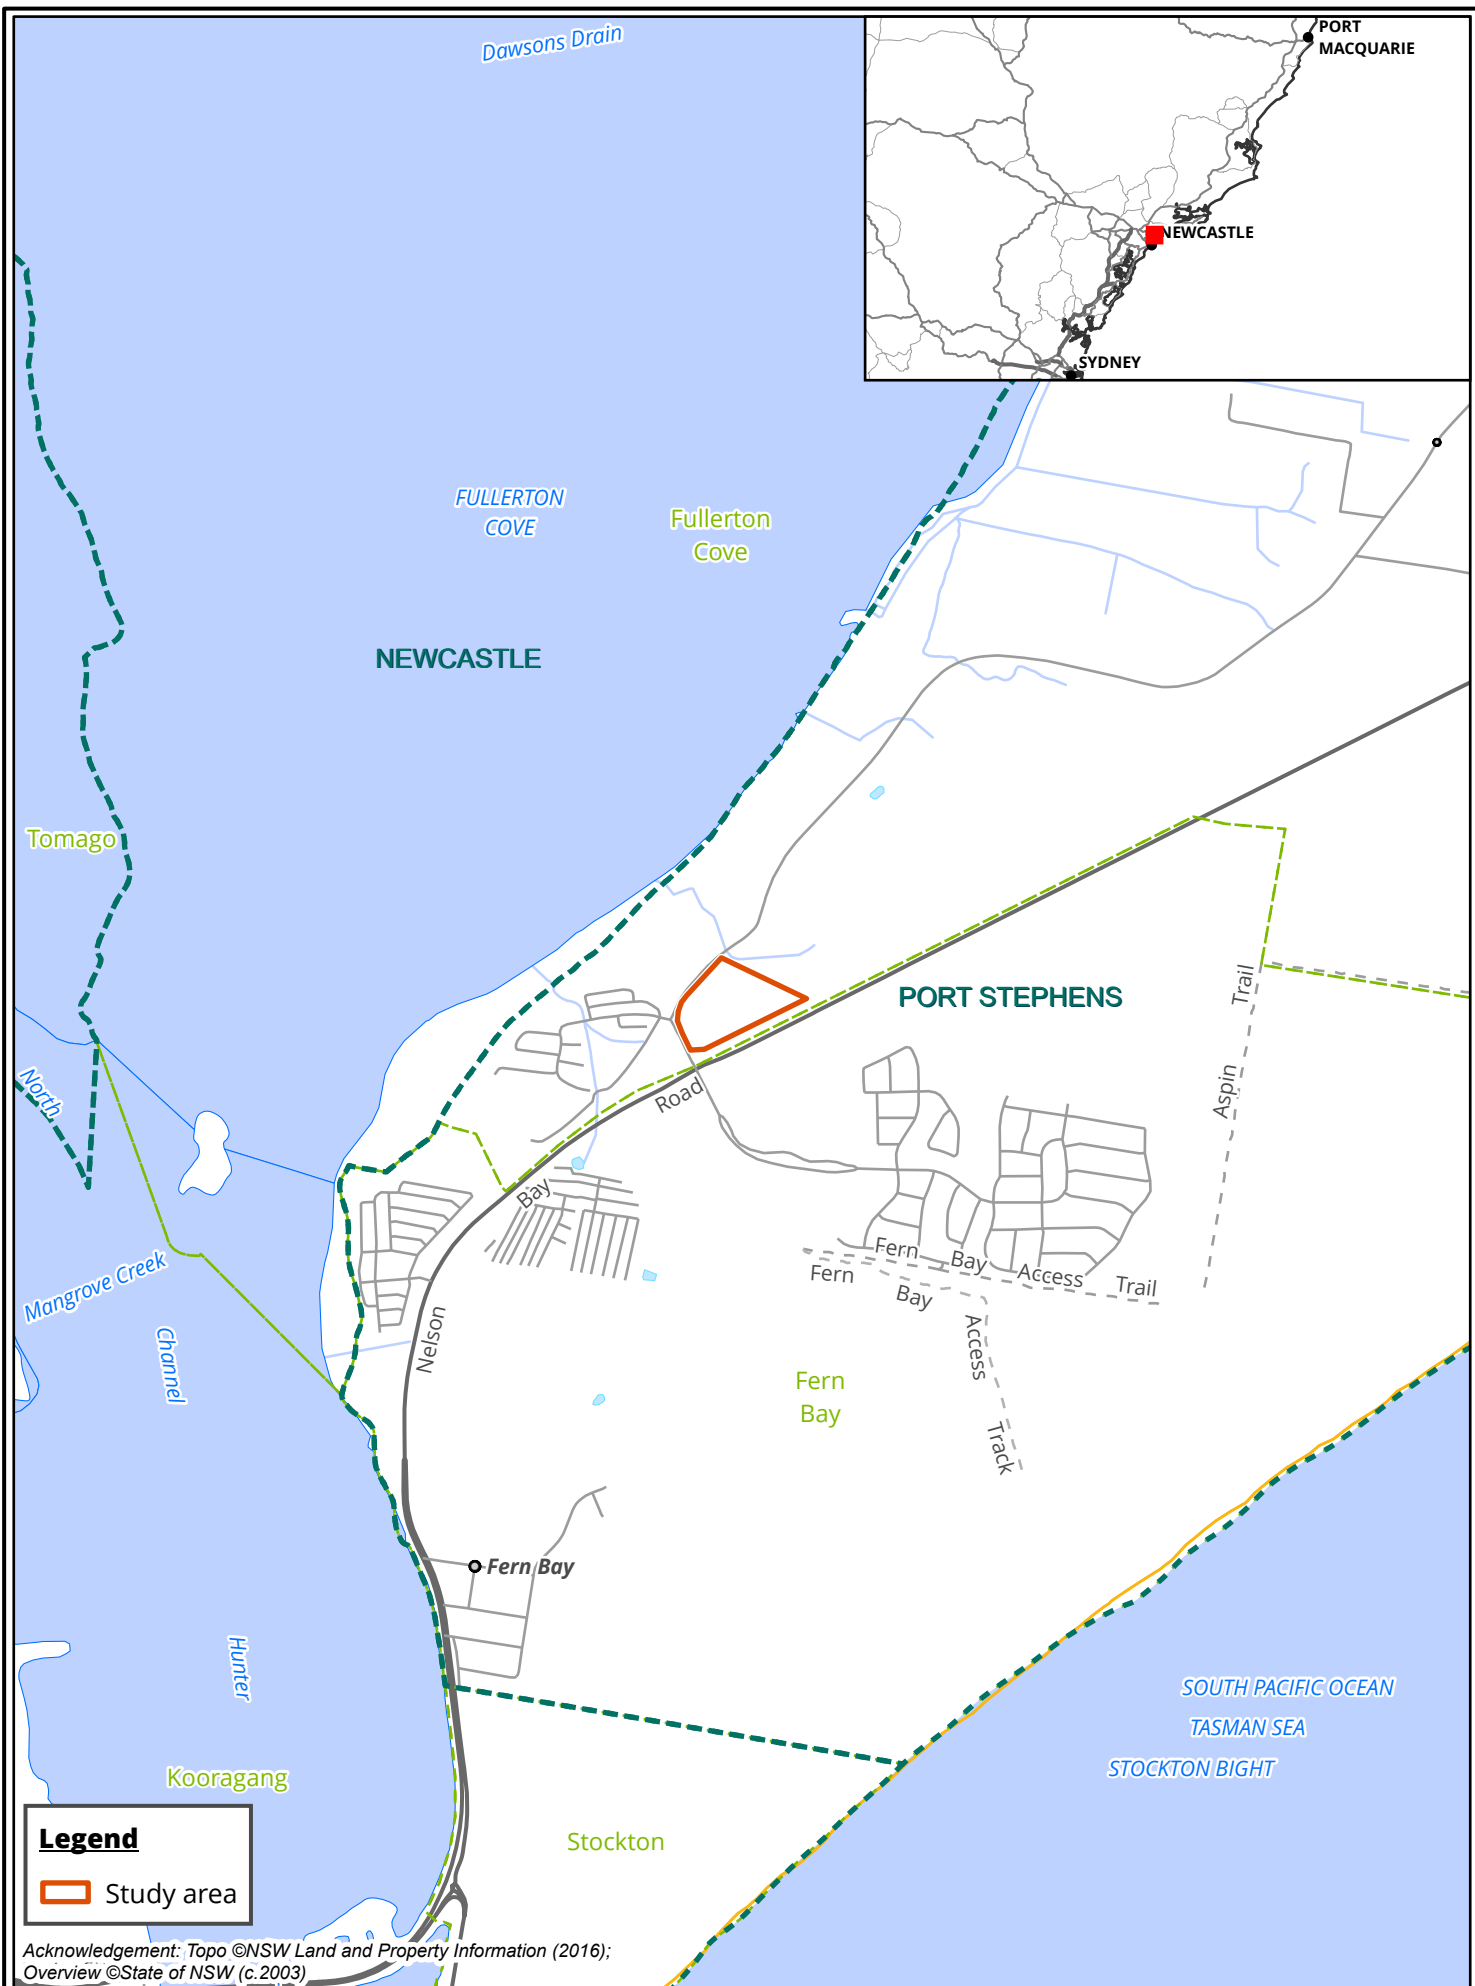 Dawsons Drain
PORT
MACQUARIE
NEWCASTLE
SYDNEY
FULLERTON
COVE
Fullerton
Cove
NEWCASTLE
Tomago
PORT STEPHENS
Aspin Trail
North
Nelson Bay Road
Mangrove Creek
Channel
Fern Bay Access Trail
Fern Bay Access Track
Fern
Bay
Fern Bay
Hunter
SOUTH PACIFIC OCEAN
TASMAN SEA
STOCKTON BIGHT
Kooragang
Stockton
Legend
Study area
Acknowledgement: Topo ©NSW Land and Property Information (2016);
Overview ©State of NSW (c.2003)